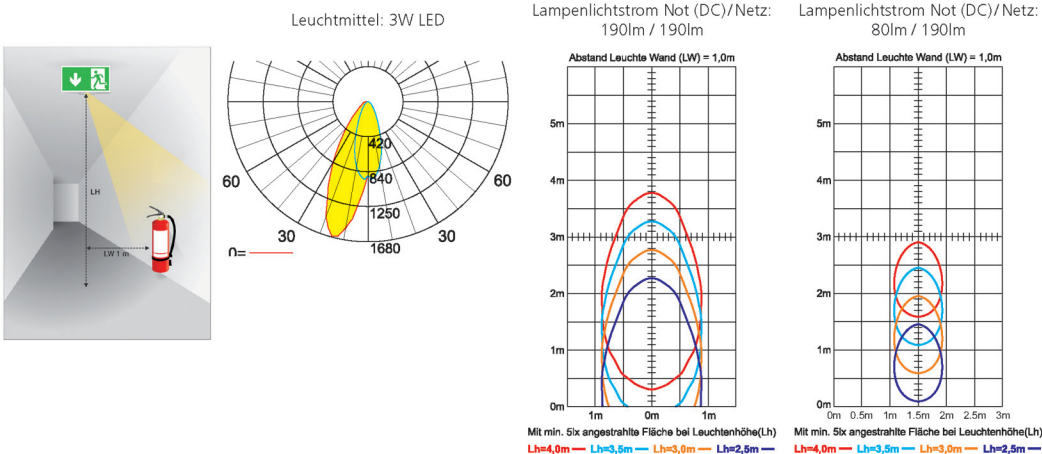 Leuchtmittel: 3W LED
LH
LW 1 m
60
30
30
60
420
840
1250
1680
Lampenlichtstrom Not (DC)/Netz:
190lm / 190lm
Abstand Leuchte Wand (LW) = 1,0m
5m
4m
3m
2m
1m
0m
1m 0m 1m
Mit min. 5lx angestrahlte Fläche bei Leuchtenhöhe(Lh)
Lh=4,0m Lh=3,5m Lh=3,0m Lh=2,5m
Lampenlichtstrom Not (DC)/Netz:
80lm / 190lm
Abstand Leuchte Wand (LW) = 1,0m
5m
4m
3m
2m
1m
0m
0m 0.5m 1m 1.5m 2m 2.5m 3m
Mit min. 5lx angestrahlte Fläche bei Leuchtenhöhe(Lh)
Lh=4,0m Lh=3,5m Lh=3,0m Lh=2,5m